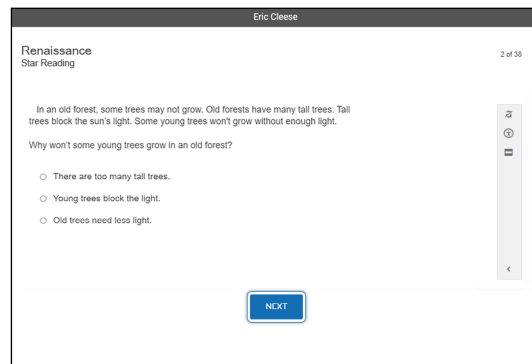 Eric Cleese
Renaissance
Star Reading
2 of 38
In an old forest, some trees may not grow. Old forests have many tall trees. Tall
trees block the sun's light. Some young trees won't grow without enough light.
Why won't some young trees grow in an old forest?
There are too many tall trees.
Young trees block the light.
Old trees need less light.
NEXT